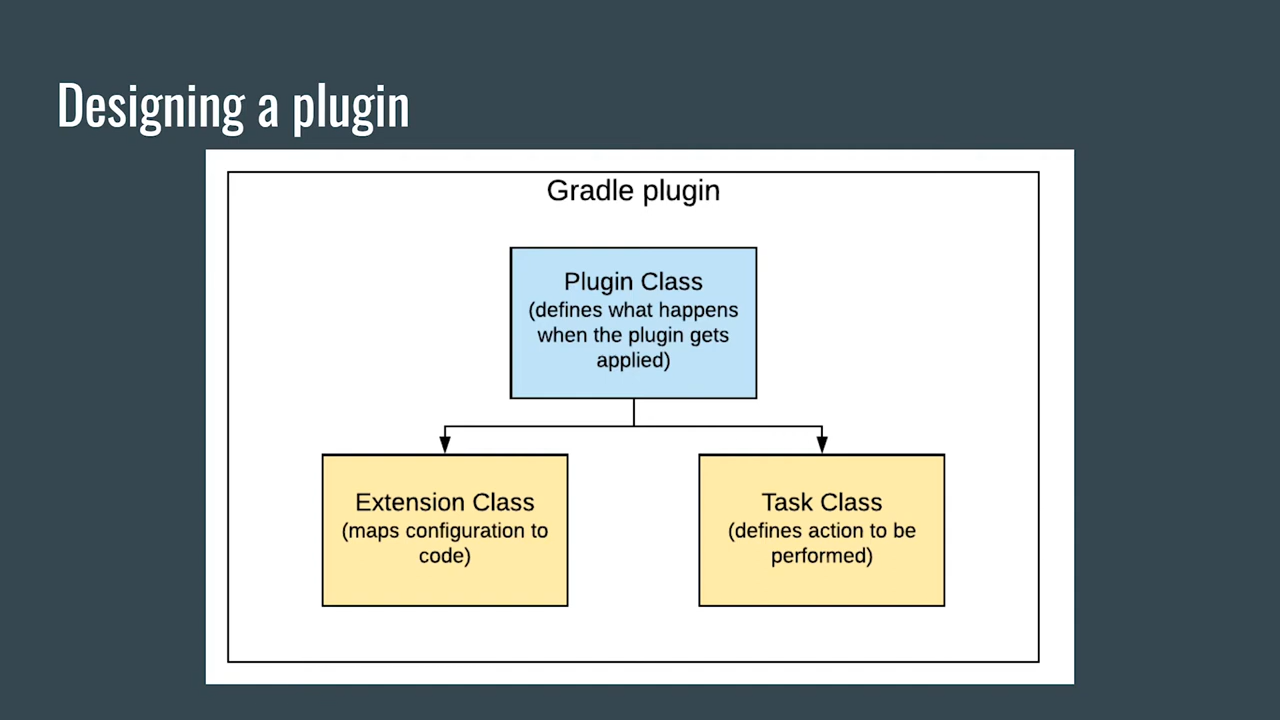 Designing a plugin
Gradle plugin
Plugin Class
(defines what happens
when the plugin gets
applied)
Extension Class
(maps configuration to
code)
Task Class
(defines action to be
performed)